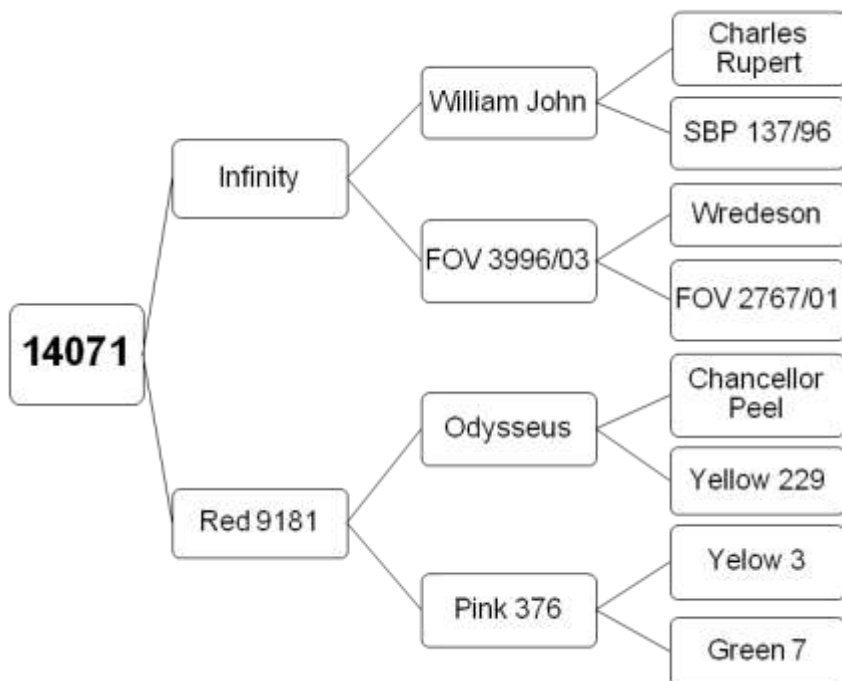 Charles
Rupert
William John
SBP 137/96
Infinity
Wredeson
FOV 3996/03
FOV 2767/01
14071
Chancellor
Peel
Odysseus
Yellow 229
Red 9181
Yelow 3
Pink 376
Green 7